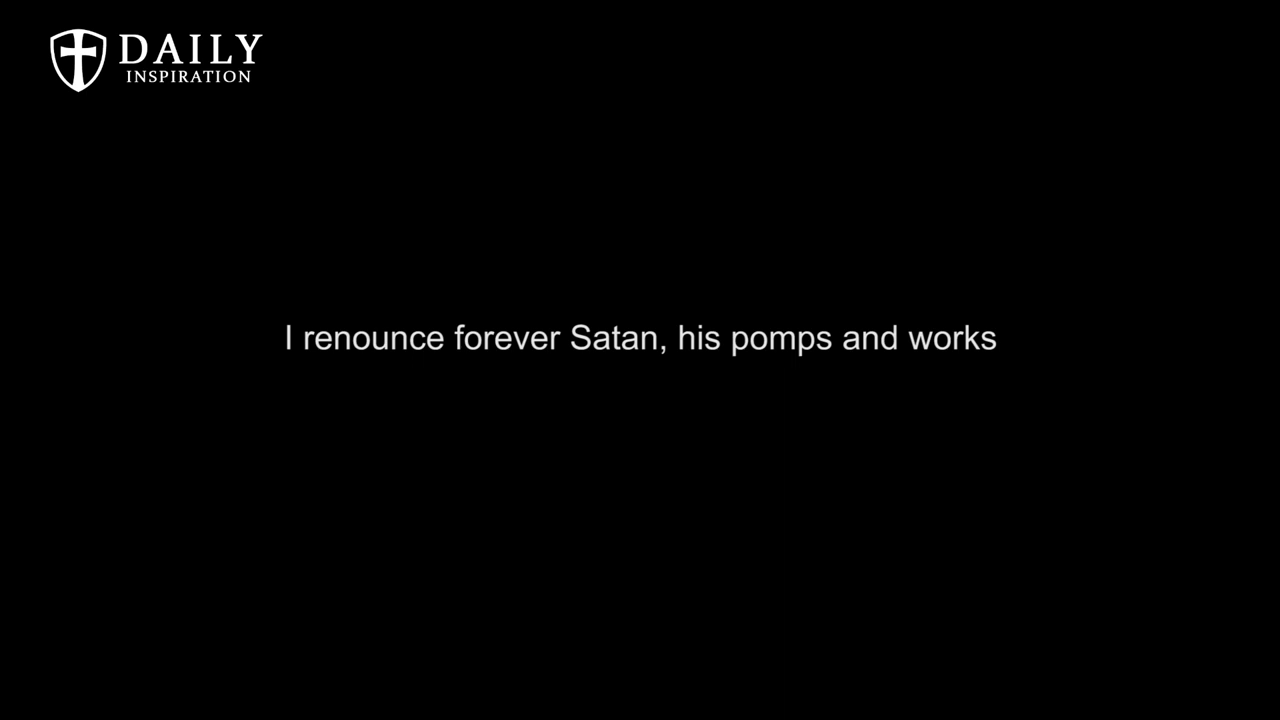 DAILY
INSPIRATION
I renounce forever Satan, his pomps and works